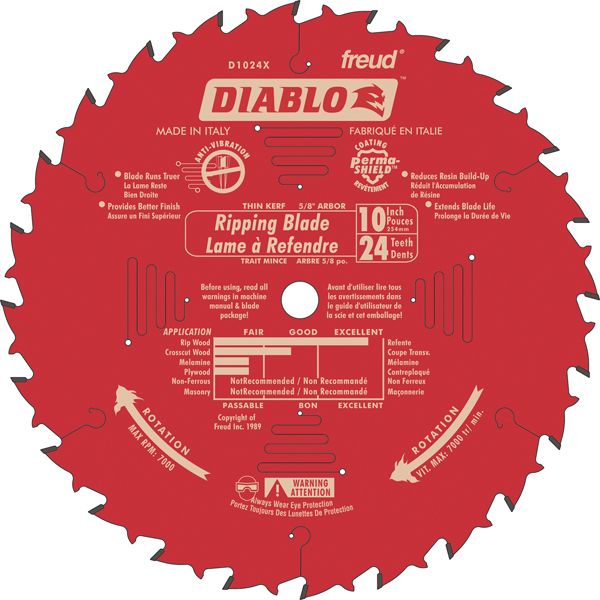 D1024X
freud®
DIABLO™
MADE IN ITALY
FABRIQUÉ EN ITALIE
ANTI-VIBRATION
COATING
perma-
SHIELD™
REVÊTEMENT
• Blade Runs Truer
La Lame Reste
Bien Droite
• Provides Better Finish
Assure un Fini Supérieur
• Reduces Resin Build-Up
Réduit l'Accumulation
de Résine
• Extends Blade Life
Prolonge la Durée de Vie
THIN KERF 5/8" ARBOR
Ripping Blade
Lame à Refendre
TRAIT MINCE ARBRE 5/8 po.
10 Inch
Pouces
254mm
24 Teeth
Dents
Before using, read all
warnings in machine
manual & blade
package!
Avant d'utiliser lire tous
les avertissements dans
le guide d'utilisateur de
la scie et cet emballage!
APPLICATION FAIR GOOD EXCELLENT
Rip Wood Refente
Crosscut Wood Coupe Transv.
Melamine Mélamine
Plywood Contreplaqué
Non-Ferrous NotRecommended / Non Recommandé Non Ferreux
Masonry NotRecommended / Non Recommandé Maçonnerie
PASSABLE BON EXCELLENT
ROTATION
MAX RPM: 7000
Copyright of
Freud Inc. 1989
ROTATION
VIT. MAX: 7000 tr/ min.
WARNING
ATTENTION
Always Wear Eye Protection
Portez Toujours Des Lunettes De Protection